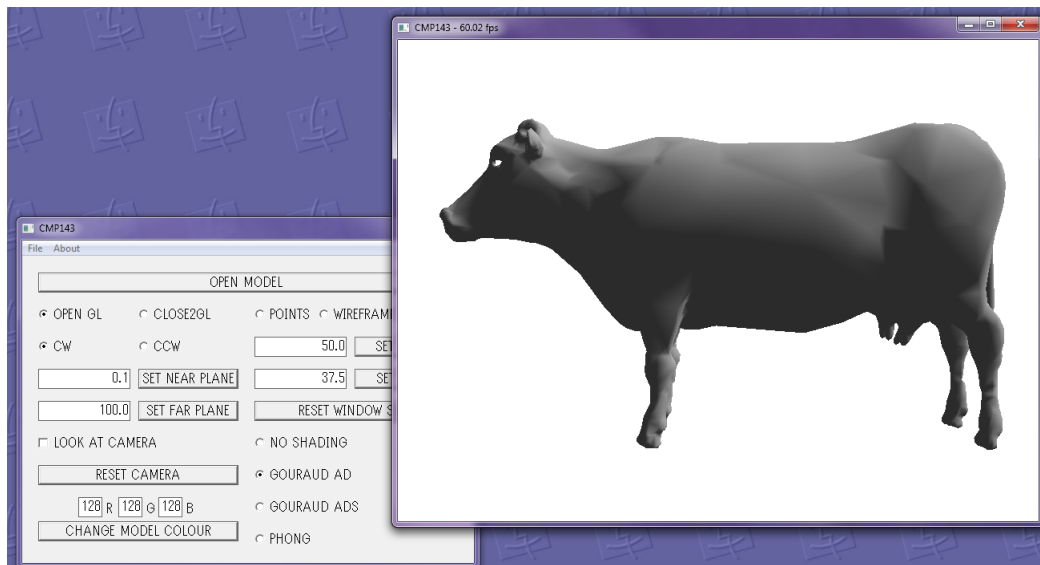 CMP143 - 60.02 fps
CMP143
File About
OPEN MODEL
OPEN GL CLOSE2GL POINTS WIREFRAM
CW CCW 50.0 SET
0.1 SET NEAR PLANE 37.5 SET
100.0 SET FAR PLANE RESET WINDOW S
LOOK AT CAMERA NO SHADING
RESET CAMERA GOURAUD AD
128 R 128 G 128 B GOURAUD ADS
CHANGE MODEL COLOUR PHONG